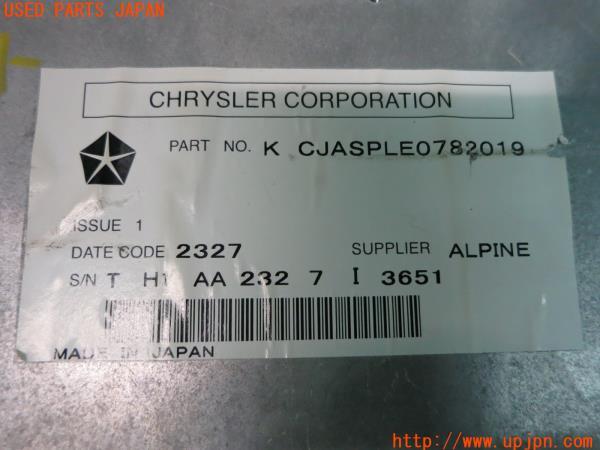 USED PARTS JAPAN
CHRYSLER CORPORATION
PART NO. K CJASPLE0782019
ISSUE 1
DATE CODE 2327 SUPPLIER ALPINE
S/N T H1 AA 232 7 I 3651
MADE IN JAPAN
http://www.upjpn.com/